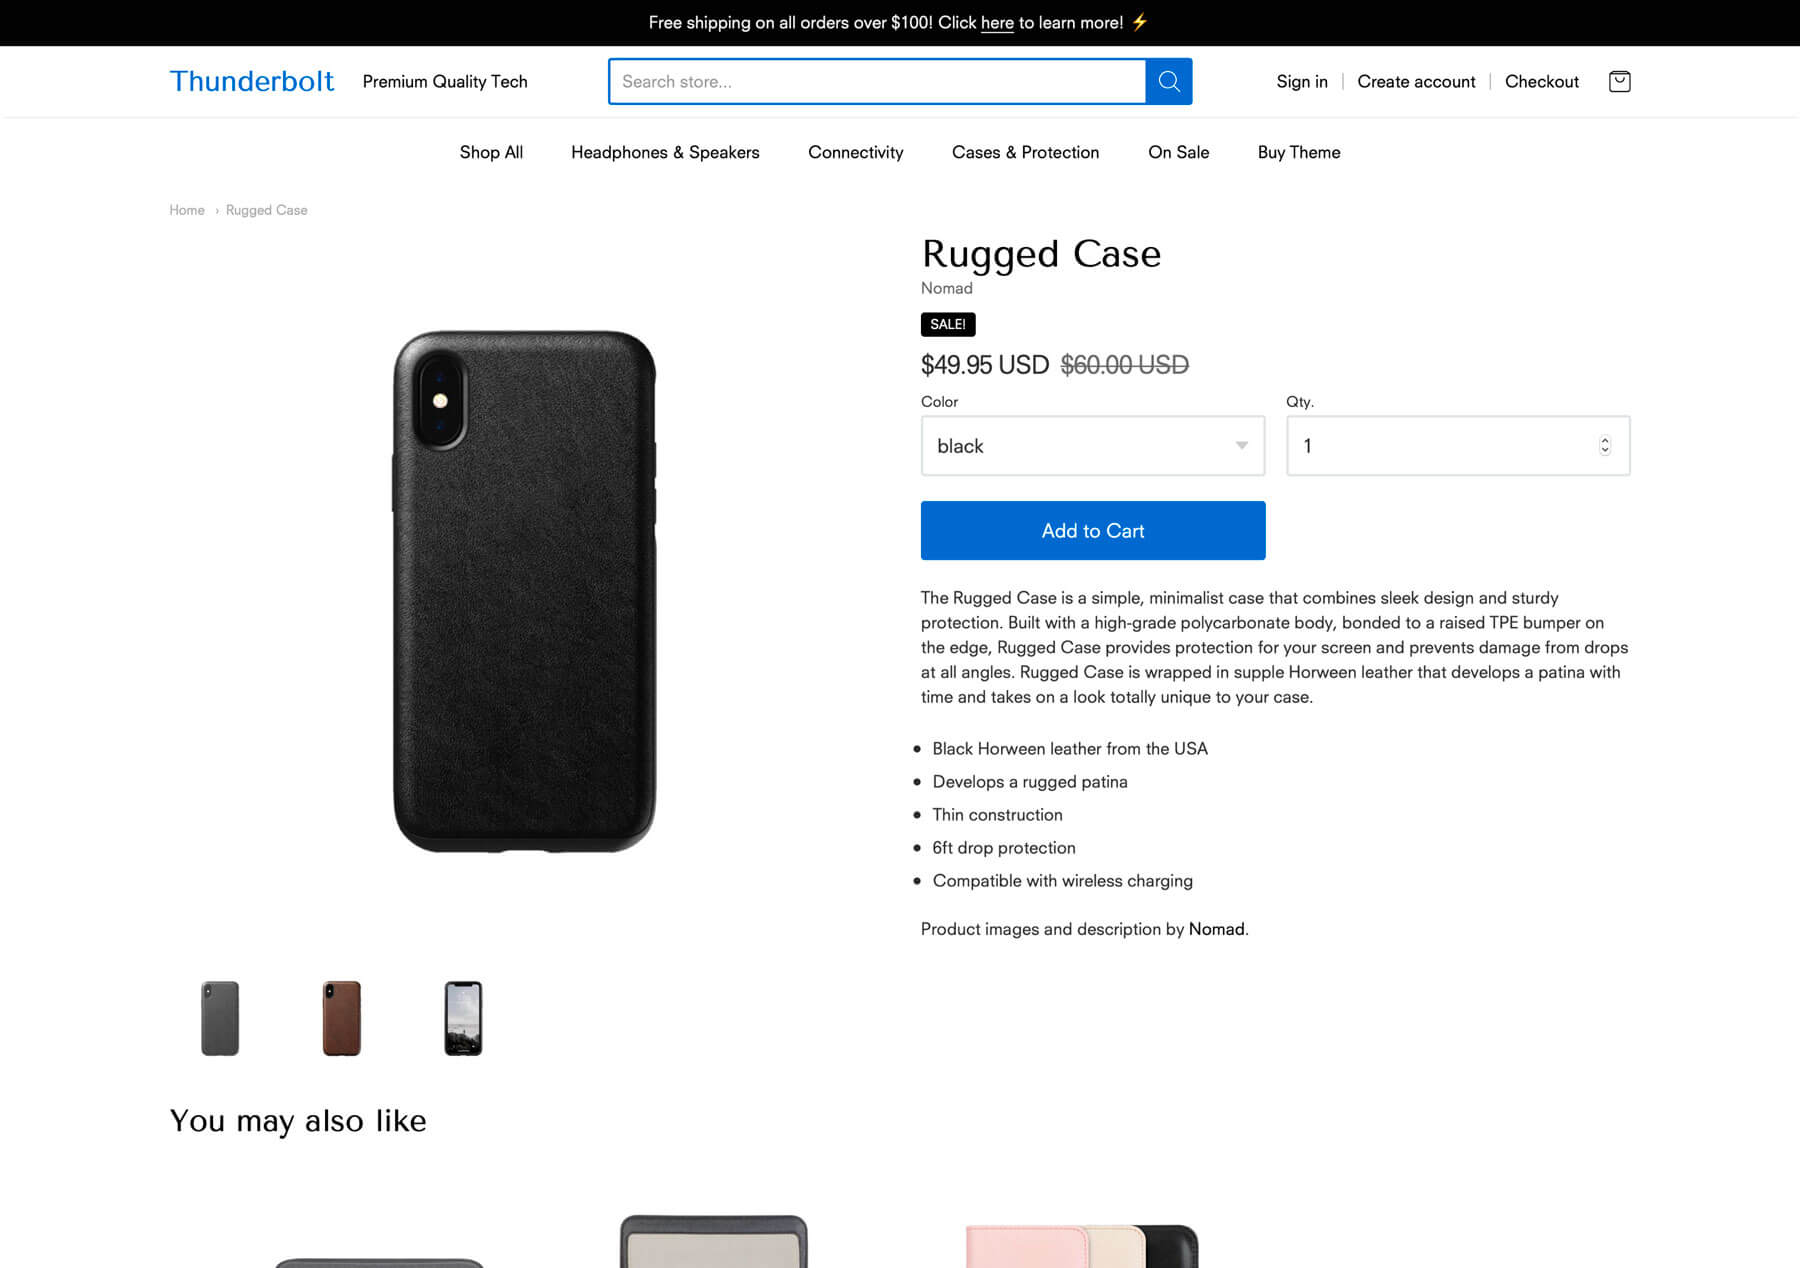 Free shipping on all orders over $100! Click here to learn more! ⚡
Thunderbolt Premium Quality Tech Search store... Sign in | Create account | Checkout
Shop All Headphones & Speakers Connectivity Cases & Protection On Sale Buy Theme
Home › Rugged Case
Rugged Case
Nomad
SALE!
$49.95 USD $60.00 USD
Color Qty.
black 1
Add to Cart
The Rugged Case is a simple, minimalist case that combines sleek design and sturdy
protection. Built with a high-grade polycarbonate body, bonded to a raised TPE bumper on
the edge, Rugged Case provides protection for your screen and prevents damage from drops
at all angles. Rugged Case is wrapped in supple Horween leather that develops a patina with
time and takes on a look totally unique to your case.
• Black Horween leather from the USA
• Develops a rugged patina
• Thin construction
• 6ft drop protection
• Compatible with wireless charging
Product images and description by Nomad.
You may also like